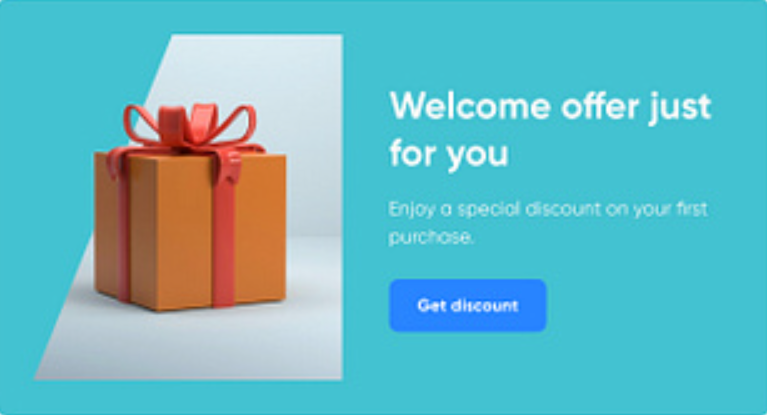 Welcome offer just
for you
Enjoy a special discount on your first
purchase.
Get discount